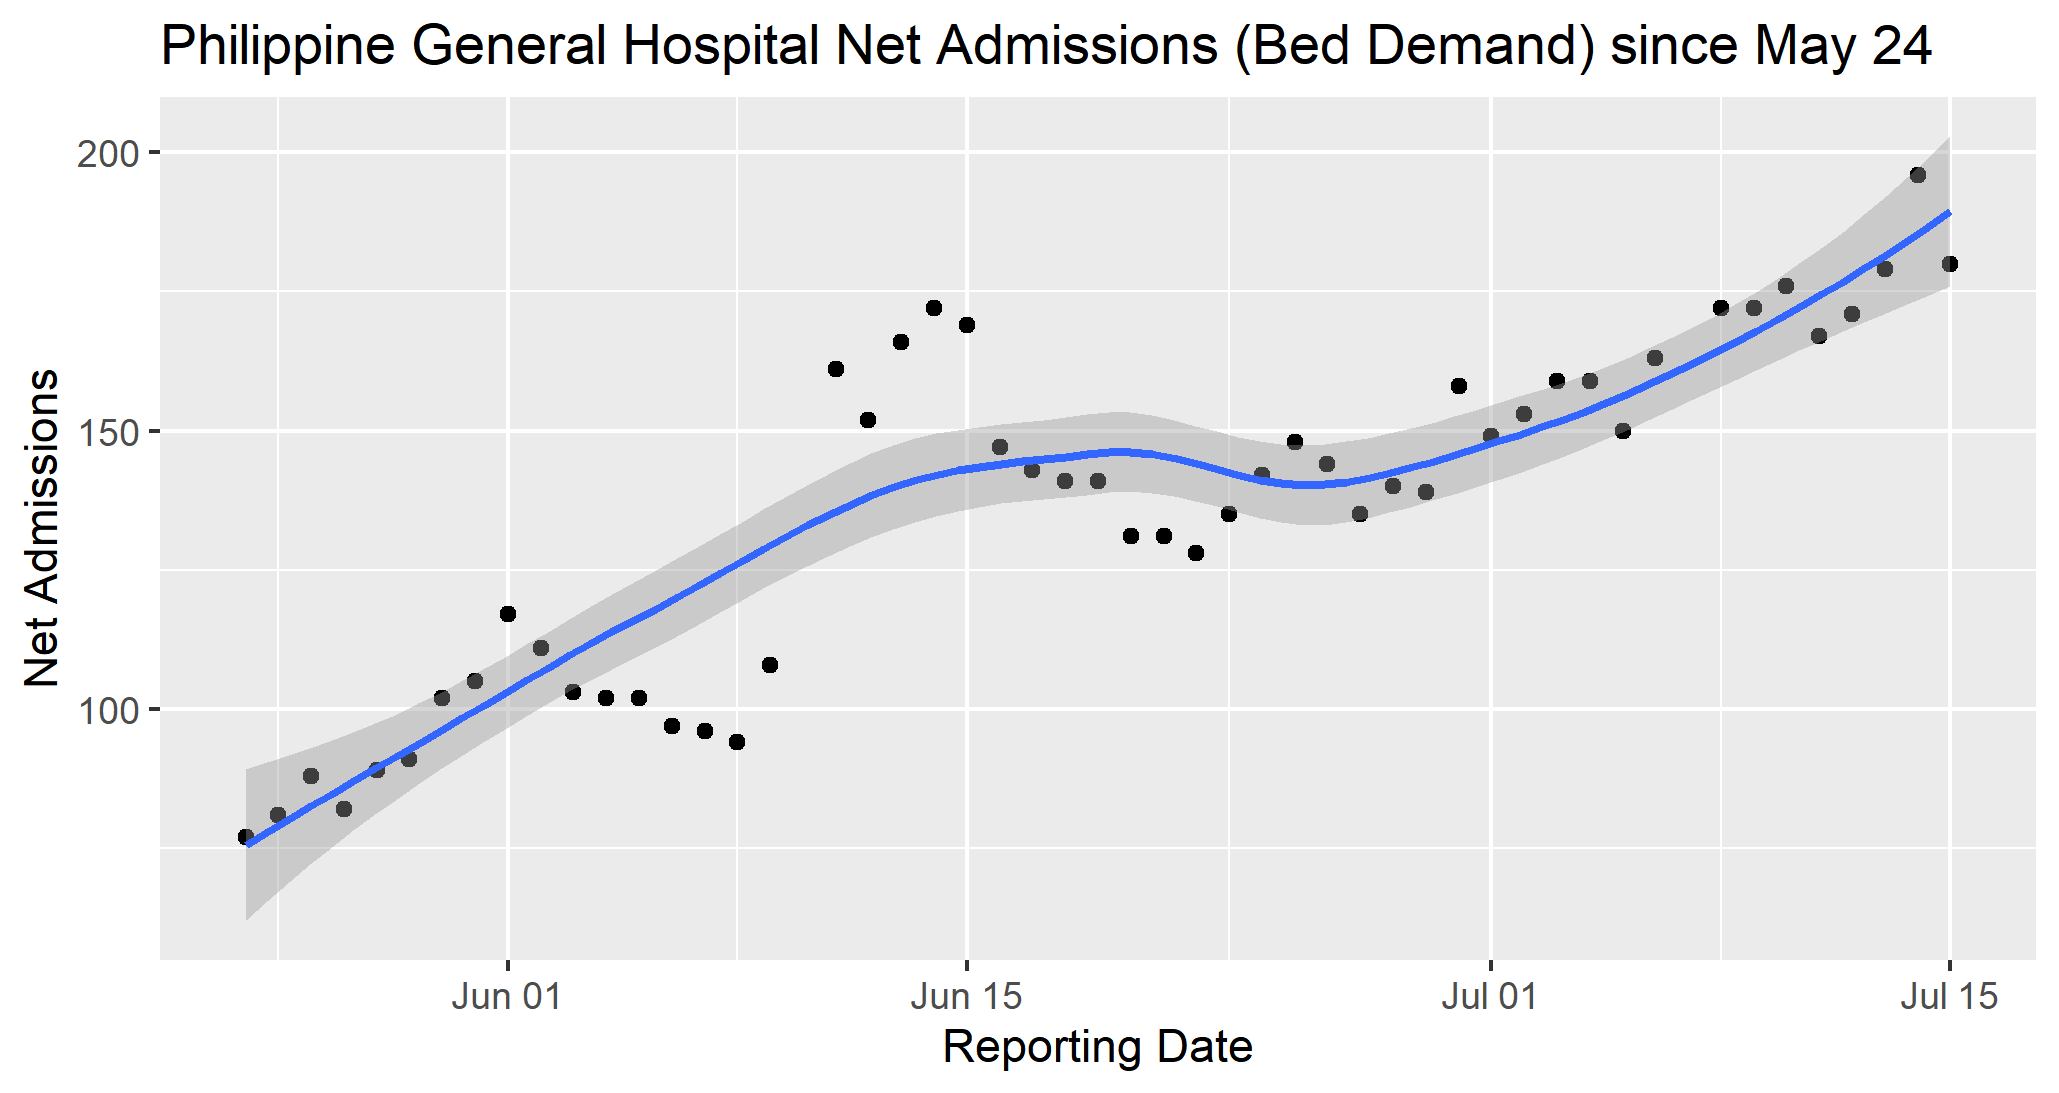 Philippine General Hospital Net Admissions (Bed Demand) since May 24
200
150
100
Net Admissions
Jun 01
Jun 15
Jul 01
Jul 15
Reporting Date